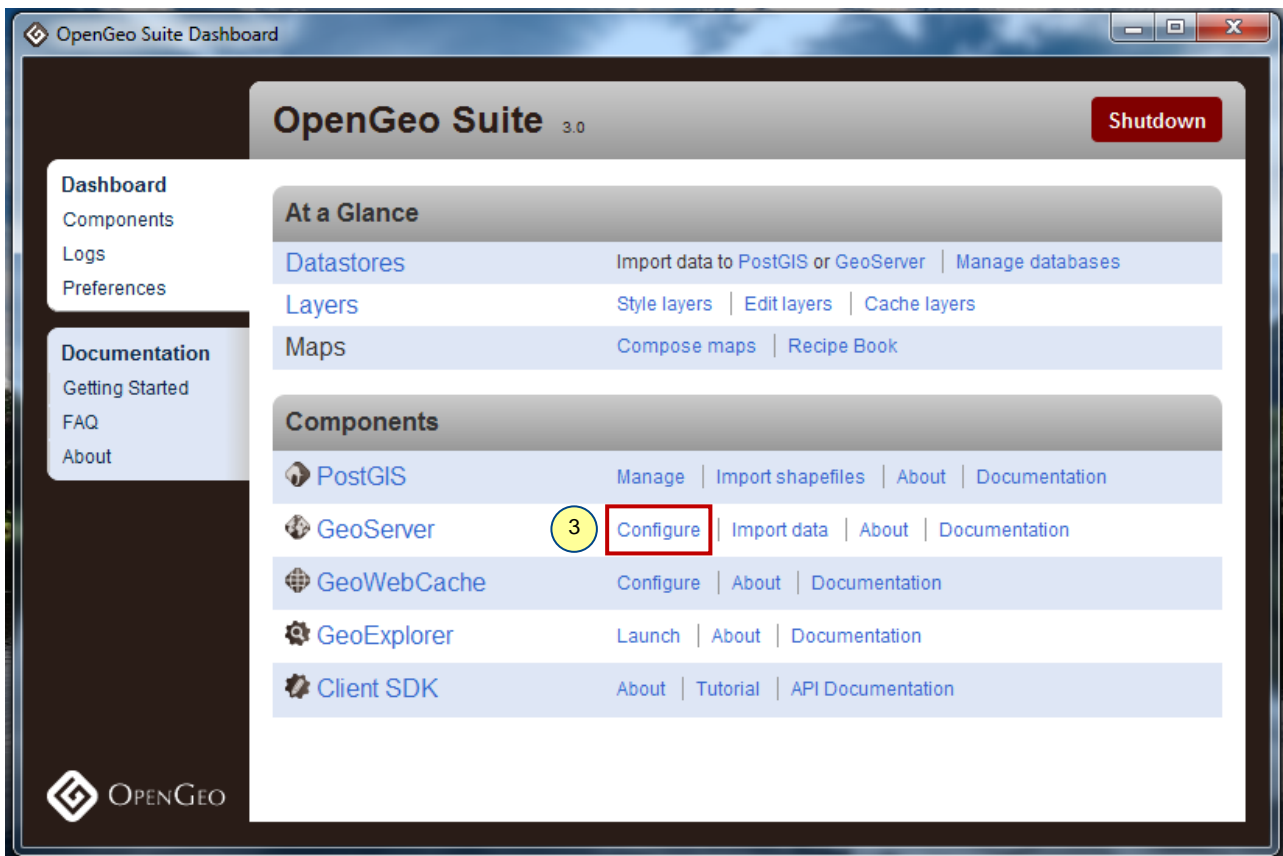 OpenGeo Suite Dashboard
OpenGeo Suite 3.0
Shutdown
Dashboard
Components
Logs
Preferences
Documentation
Getting Started
FAQ
About
At a Glance
Datastores Import data to PostGIS or GeoServer | Manage databases
Layers Style layers | Edit layers | Cache layers
Maps Compose maps | Recipe Book
Components
PostGIS Manage | Import shapefiles | About | Documentation
GeoServer 3 Configure | Import data | About | Documentation
GeoWebCache Configure | About | Documentation
GeoExplorer Launch | About | Documentation
Client SDK About | Tutorial | API Documentation
OPENGEO